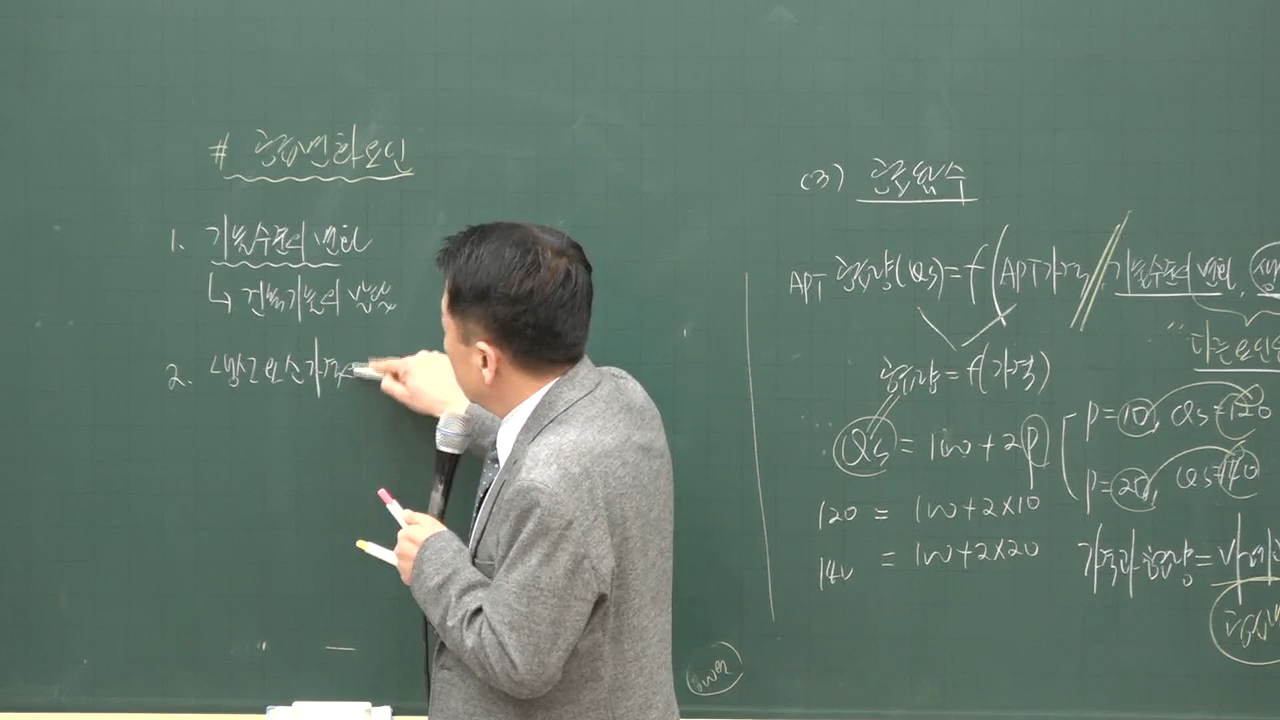 # 공급변화요인
1. 기술수준의 변화
↳ 건축기술의 발달
2. 생산요소가격
(3) 공급함수
APT 공급량(Qs)=f(APT가격//기술수준의 변화, 생
"다른요인
공급량=f(가격)
Qs = 100+2P
P=10, Qs=120
P=20, Qs=140
120 = 100+2×10
140 = 100+2×20
가격과 공급량=